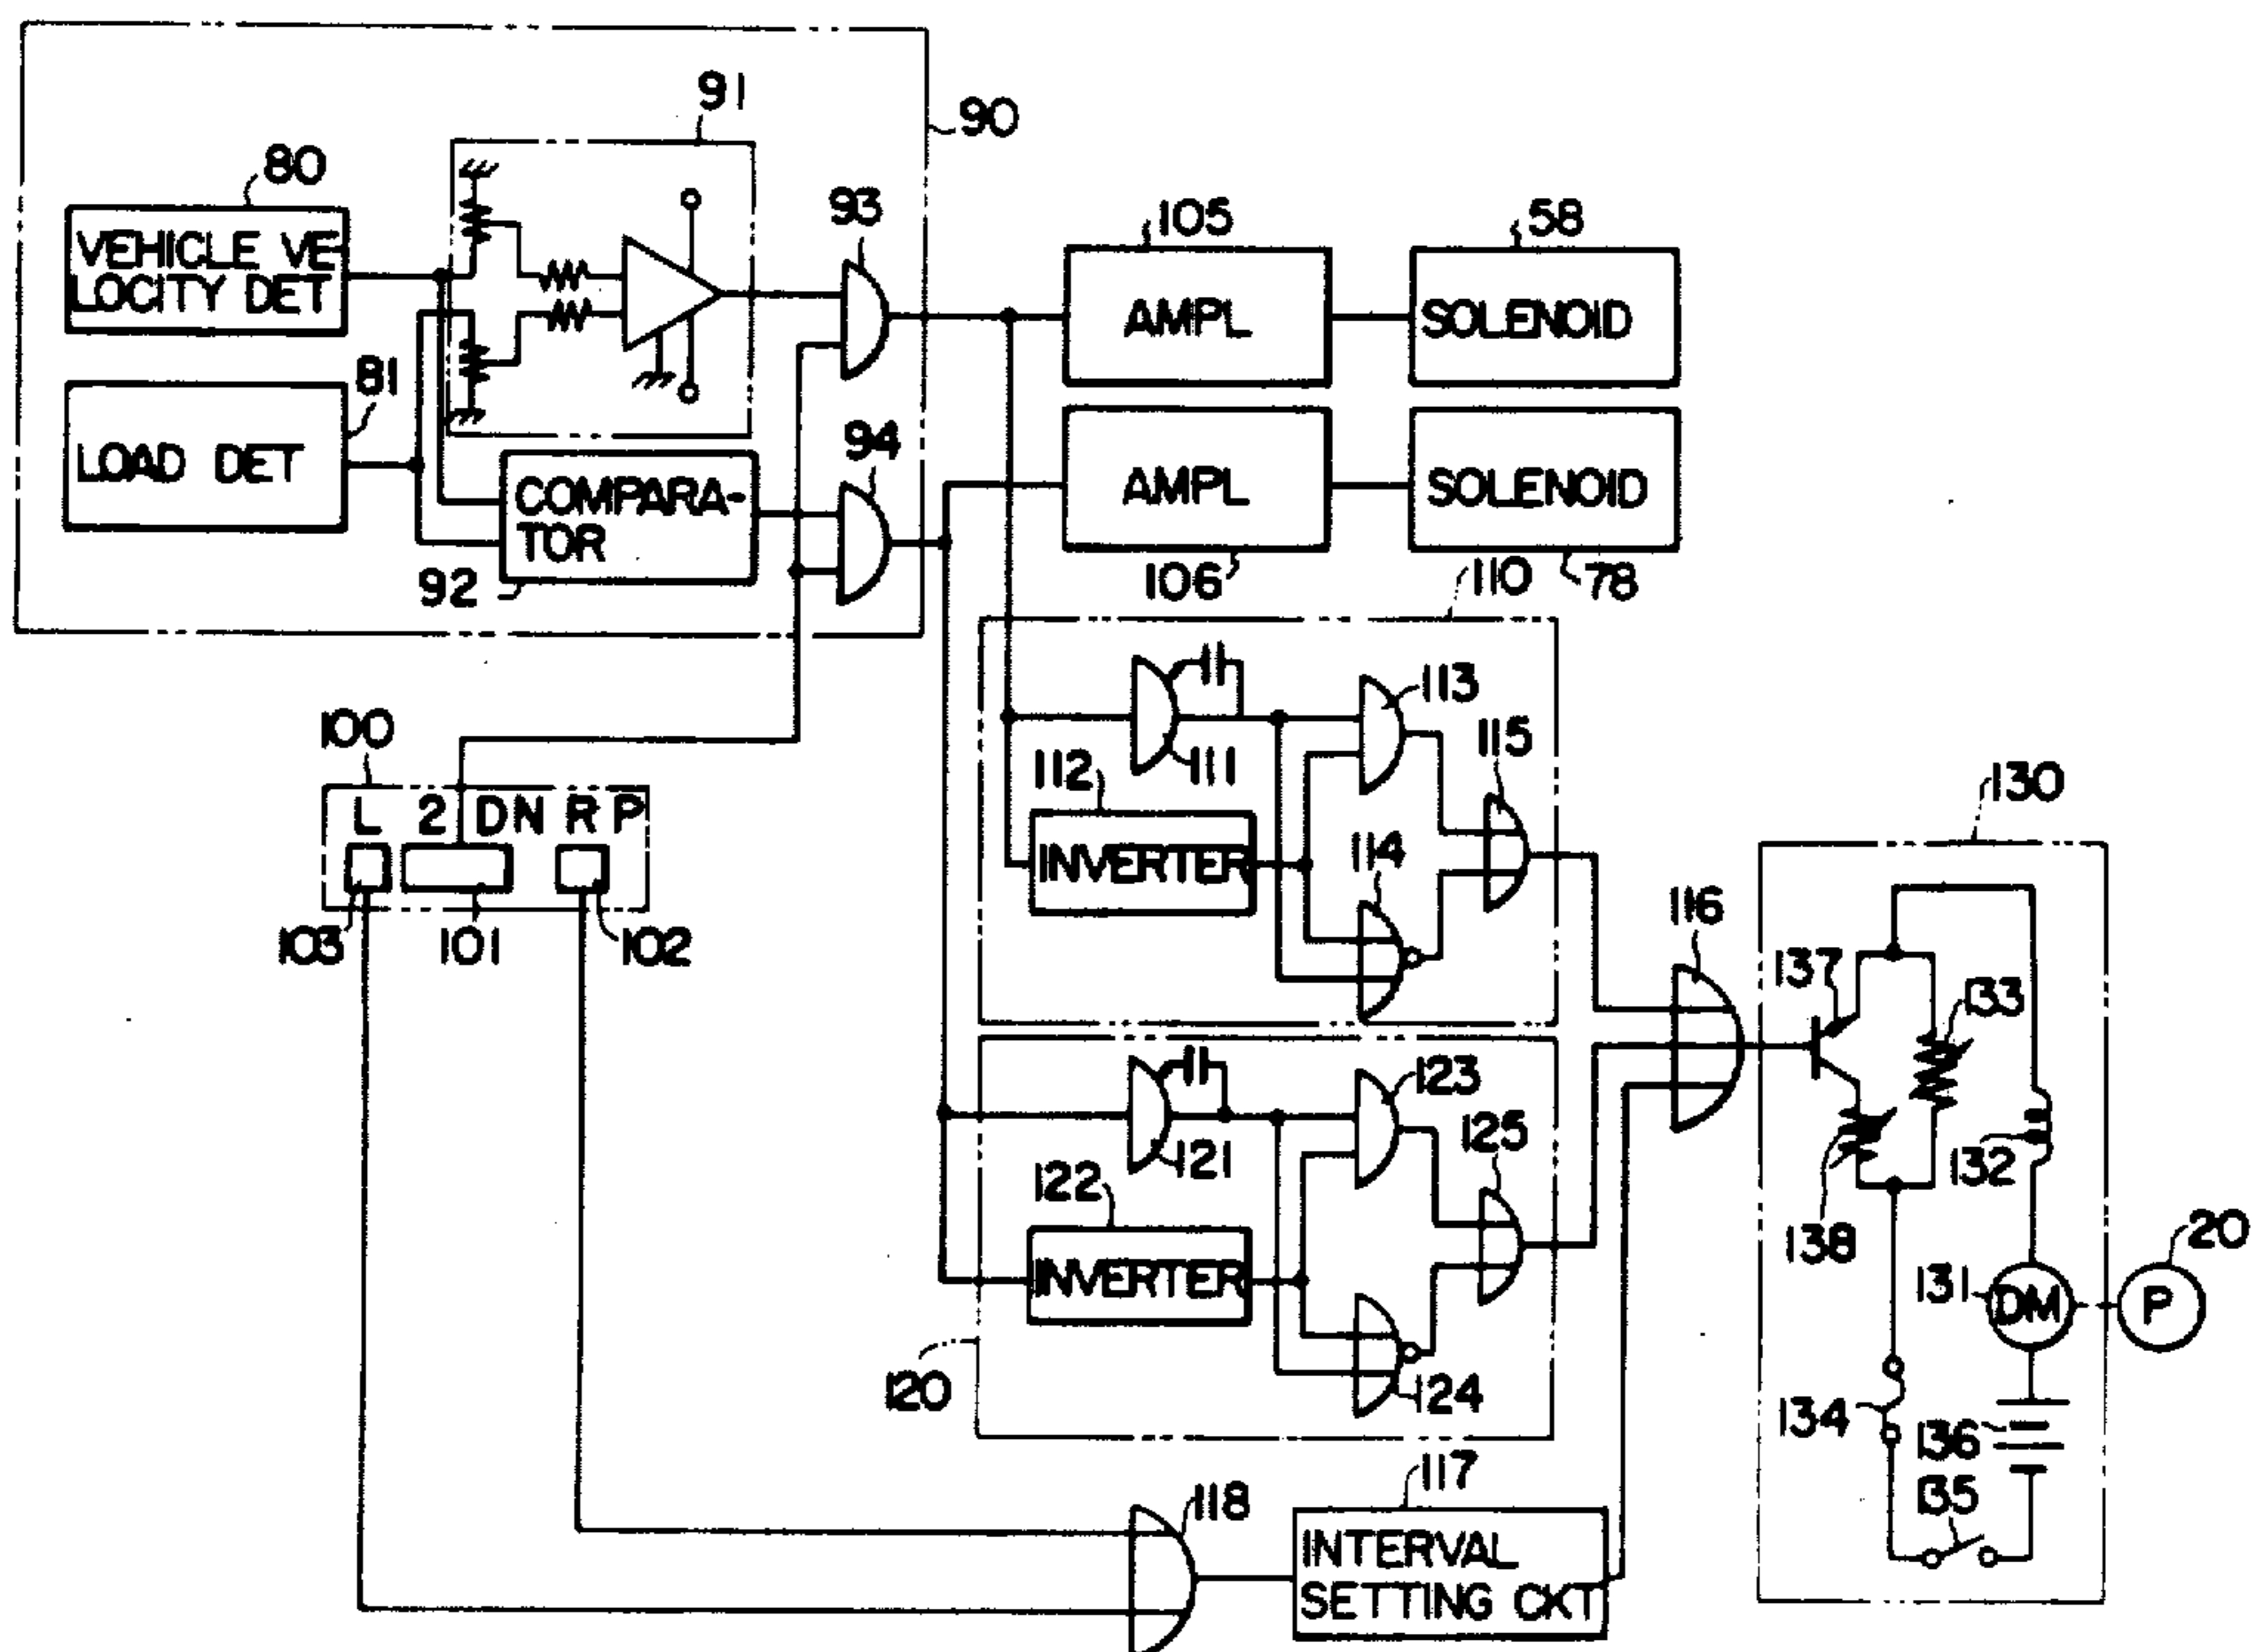 91
90
80
VEHICLE VE-
LOCITY DET
93
105
AMPL
58
SOLENOID
81
LOAD DET
94
COMPARA-
TOR
92
AMPL
106
SOLENOID
78
110
100
L 2 D N R P
103
101
102
111
112
INVERTER
113
114
115
116
130
137
133
138
132
131
DM
20
P
134
136
135
121
122
INVERTER
123
124
125
120
118
117
INTERVAL
SETTING CKT